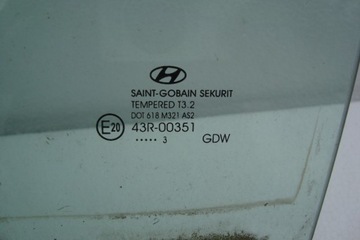 SAINT-GOBAIN SEKURIT
TEMPERED T3.2
DOT 618 M321 AS2
E20 43R-00351
..... 3 GDW